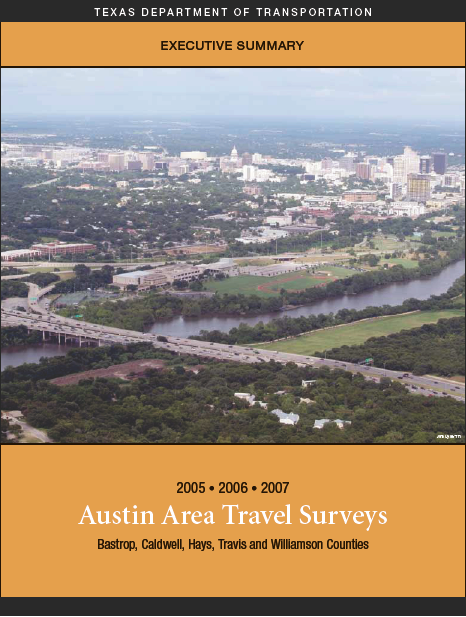 TEXAS DEPARTMENT OF TRANSPORTATION
EXECUTIVE SUMMARY
2005 • 2006 • 2007
Austin Area Travel Surveys
Bastrop, Caldwell, Hays, Travis and Williamson Counties